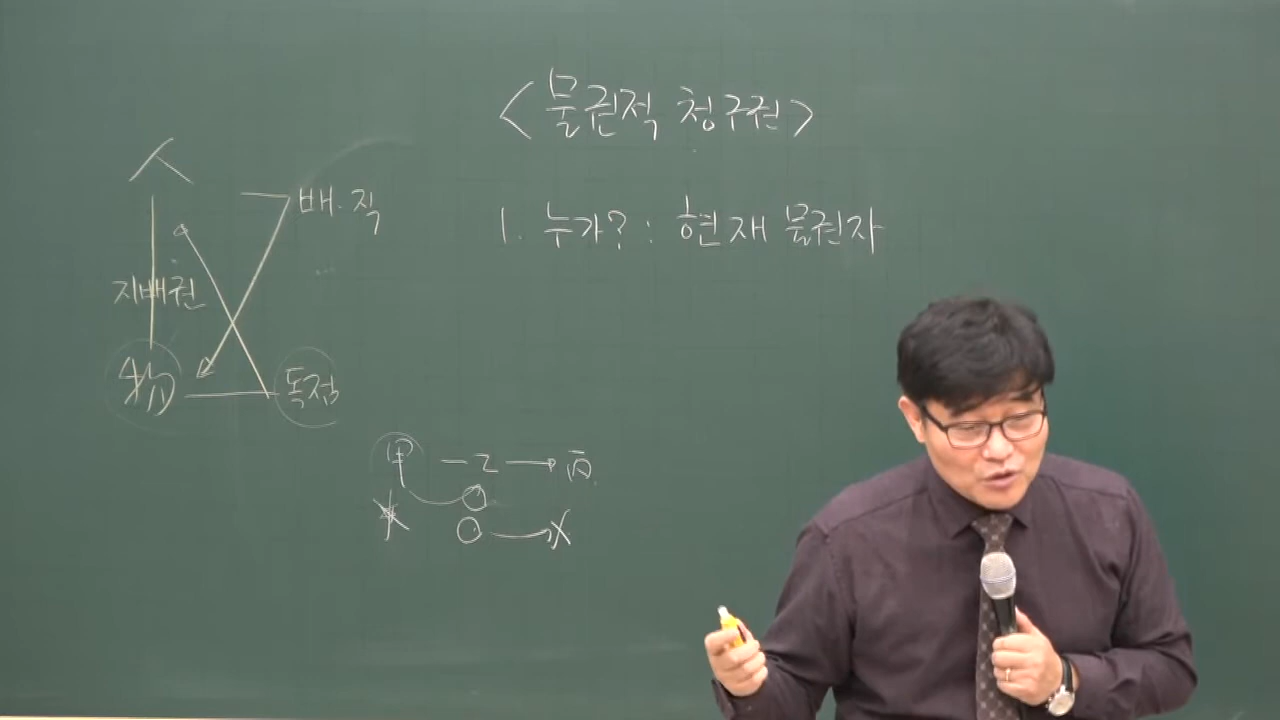 <물권적 청구권>
1. 누가? : 현재 물권자
人
배. 직
지배권
物 독점
甲 — 乙 → 丙
O
O → X